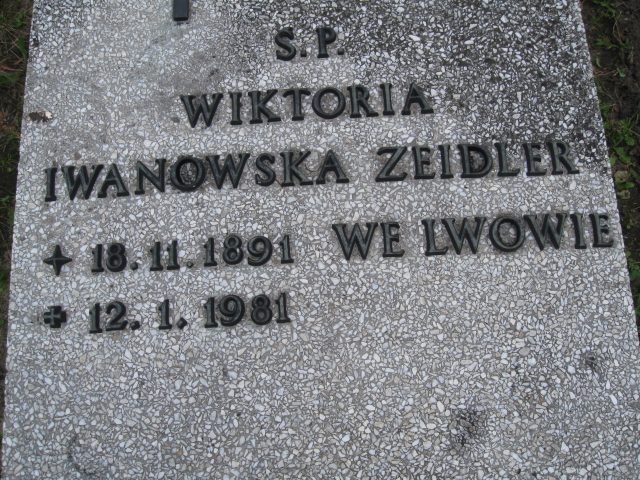 Ś. P.
WIKTORIA
IWANOWSKA ZEIDLER
18. 11. 1891 WE LWOWIE
12. 1. 1981